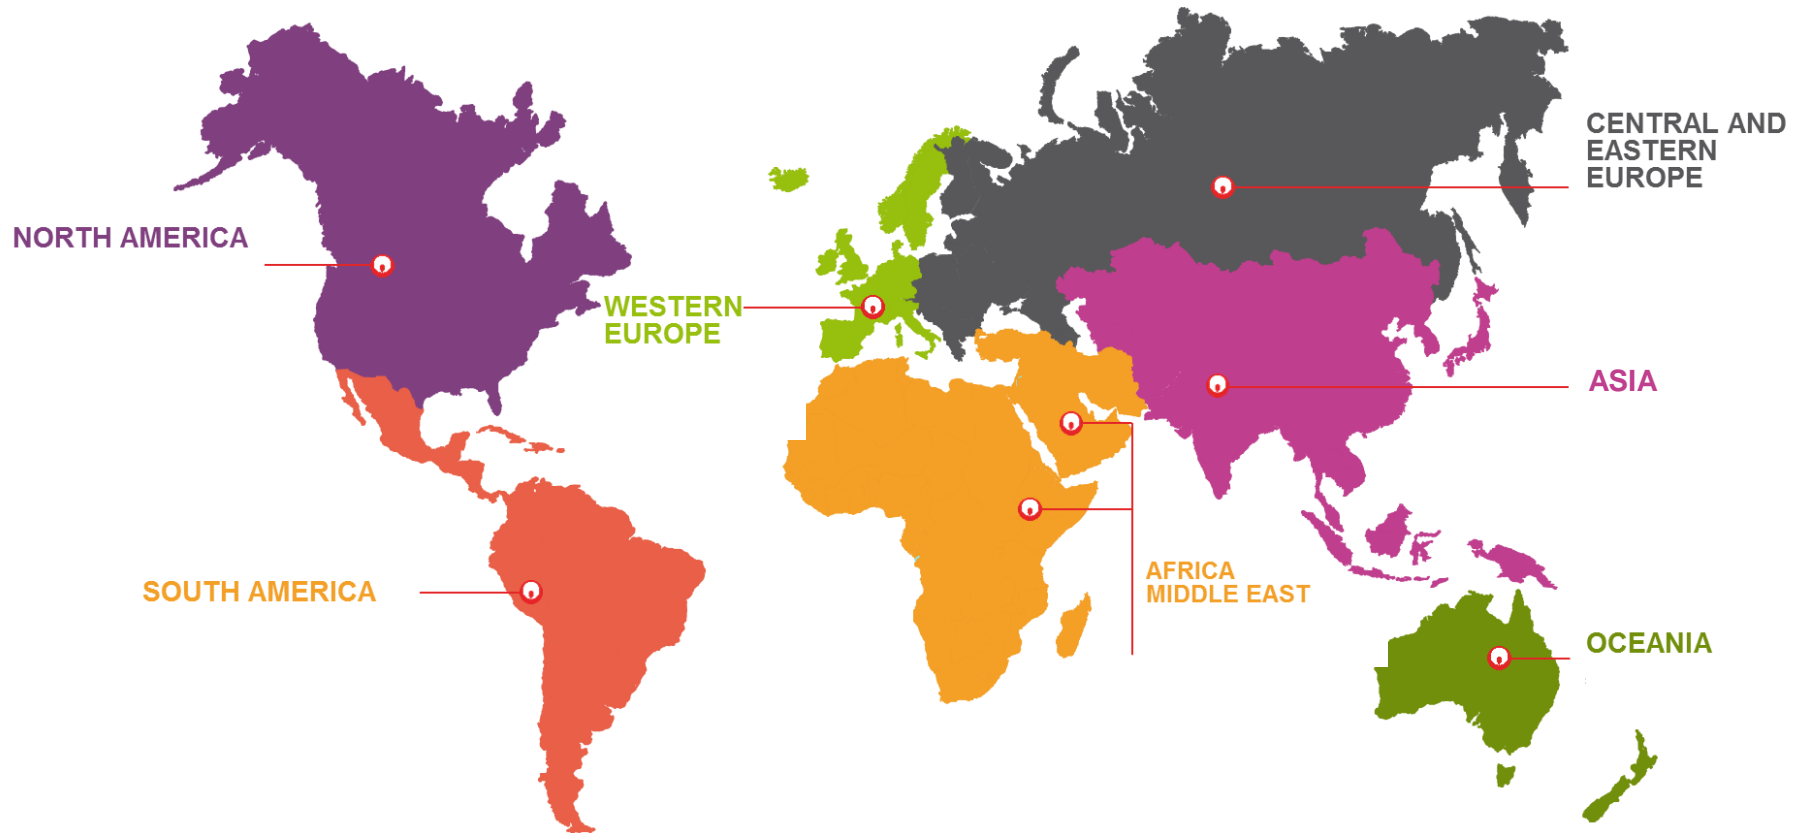 CENTRAL AND
EASTERN
EUROPE
NORTH AMERICA
WESTERN
EUROPE
ASIA
SOUTH AMERICA
AFRICA
MIDDLE EAST
OCEANIA